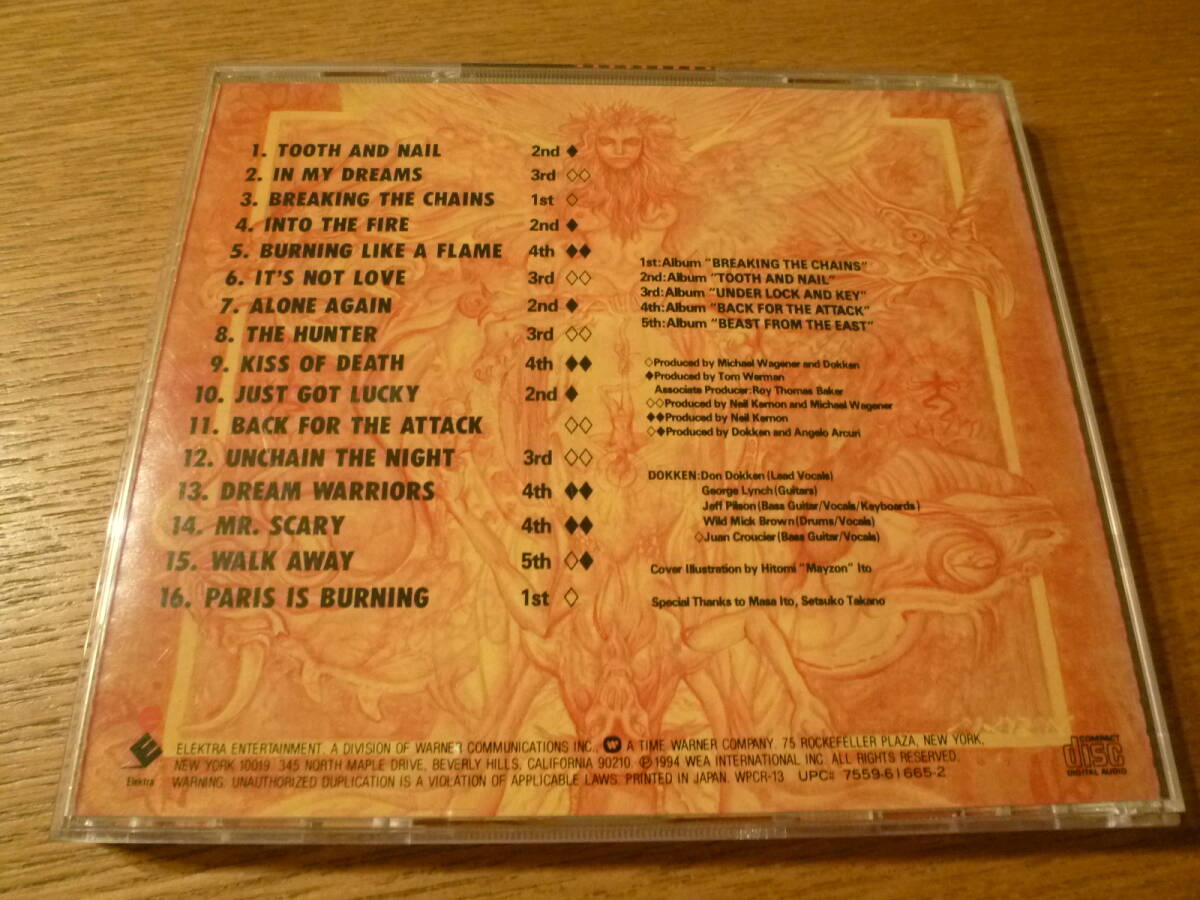 1. TOOTH AND NAIL 2nd ◆
2. IN MY DREAMS 3rd ◇◇
3. BREAKING THE CHAINS 1st ◇
4. INTO THE FIRE 2nd ◆
5. BURNING LIKE A FLAME 4th ◆◆
6. IT'S NOT LOVE 3rd ◇◇
7. ALONE AGAIN 2nd ◆
8. THE HUNTER 3rd ◇◇
9. KISS OF DEATH 4th ◆◆
10. JUST GOT LUCKY 2nd ◆
11. BACK FOR THE ATTACK ◇◇
12. UNCHAIN THE NIGHT 3rd ◇◇
13. DREAM WARRIORS 4th ◆◆
14. MR. SCARY 4th ◆◆
15. WALK AWAY 5th ◇◆
16. PARIS IS BURNING 1st ◇
1st:Album "BREAKING THE CHAINS"
2nd:Album "TOOTH AND NAIL"
3rd:Album "UNDER LOCK AND KEY"
4th:Album "BACK FOR THE ATTACK"
5th:Album "BEAST FROM THE EAST"
◇Produced by Michael Wagener and Dokken
◆Produced by Tom Werman
Associate Producer:Roy Thomas Baker
◇◇Produced by Neil Kernon and Michael Wagener
◆◆Produced by Neil Kernon
◇◆Produced by Dokken and Angelo Arcuri
DOKKEN:Don Dokken(Lead Vocals)
George Lynch(Guitars)
Jeff Pilson(Bass Guitar/Vocals/Keyboards)
Wild Mick Brown(Drums/Vocals)
◇Juan Croucier(Bass Guitar/Vocals)
Cover Illustration by Hitomi "Mayzon" Ito
Special Thanks to Masa Ito, Setsuko Takano
Elektra
ELEKTRA ENTERTAINMENT, A DIVISION OF WARNER COMMUNICATIONS INC., A TIME WARNER COMPANY. 75 ROCKEFELLER PLAZA, NEW YORK,
NEW YORK 10019. 345 NORTH MAPLE DRIVE, BEVERLY HILLS, CALIFORNIA 90210. ℗1994 WEA INTERNATIONAL INC. ALL RIGHTS RESERVED.
WARNING. UNAUTHORIZED DUPLICATION IS A VIOLATION OF APPLICABLE LAWS. PRINTED IN JAPAN. WPCR-13 UPC# 7559-61665-2
COMPACT
disc
DIGITAL AUDIO